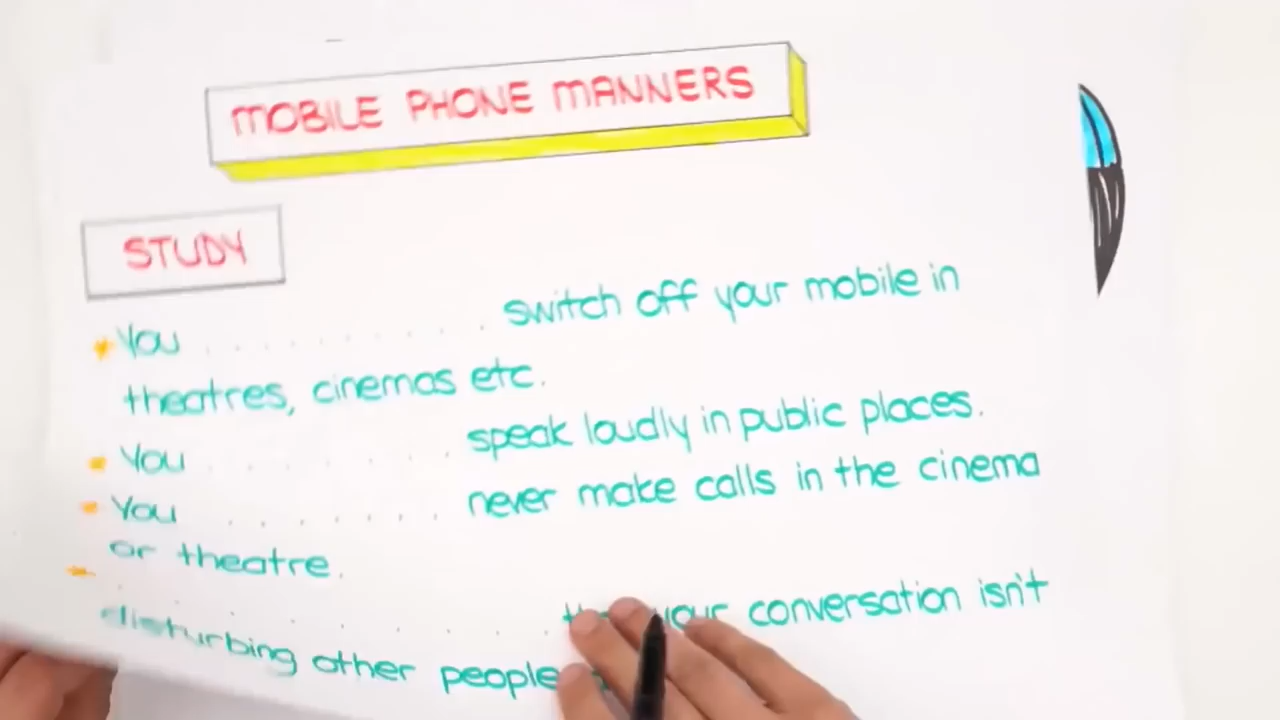 MOBILE PHONE MANNERS
STUDY
You .......... switch off your mobile in
theatres, cinemas etc.
You .......... speak loudly in public places.
You ........ never make calls in the cinema
or theatre.
......... your conversation isn't
disturbing other people